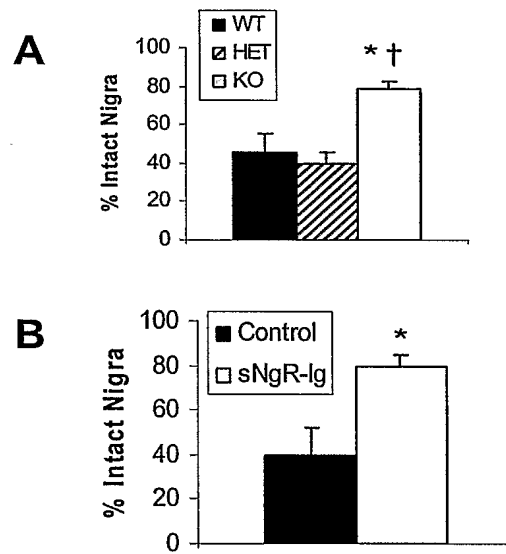 A
WT
HET
KO
* †
% Intact Nigra
100
80
60
40
20
0
B
Control
sNgR-Ig
*
% Intact Nigra
100
80
60
40
20
0